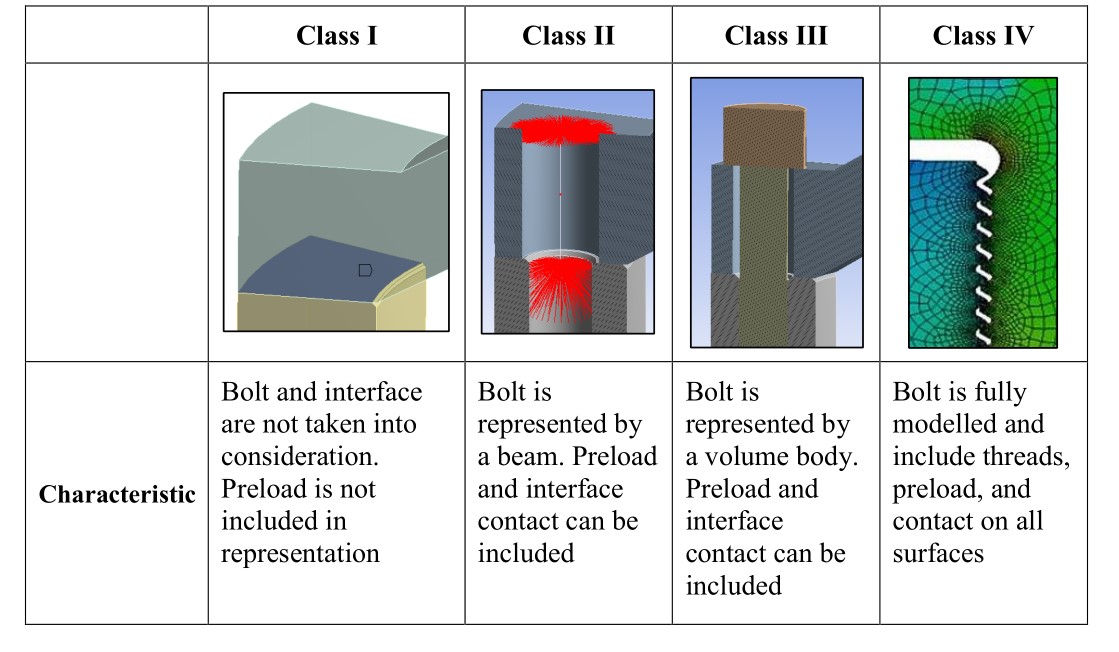 Class I
Class II
Class III
Class IV
Characteristic
Bolt and interface
are not taken into
consideration.
Preload is not
included in
representation
Bolt is
represented by
a beam. Preload
and interface
contact can be
included
Bolt is
represented by
a volume body.
Preload and
interface
contact can be
included
Bolt is fully
modelled and
include threads,
preload, and
contact on all
surfaces